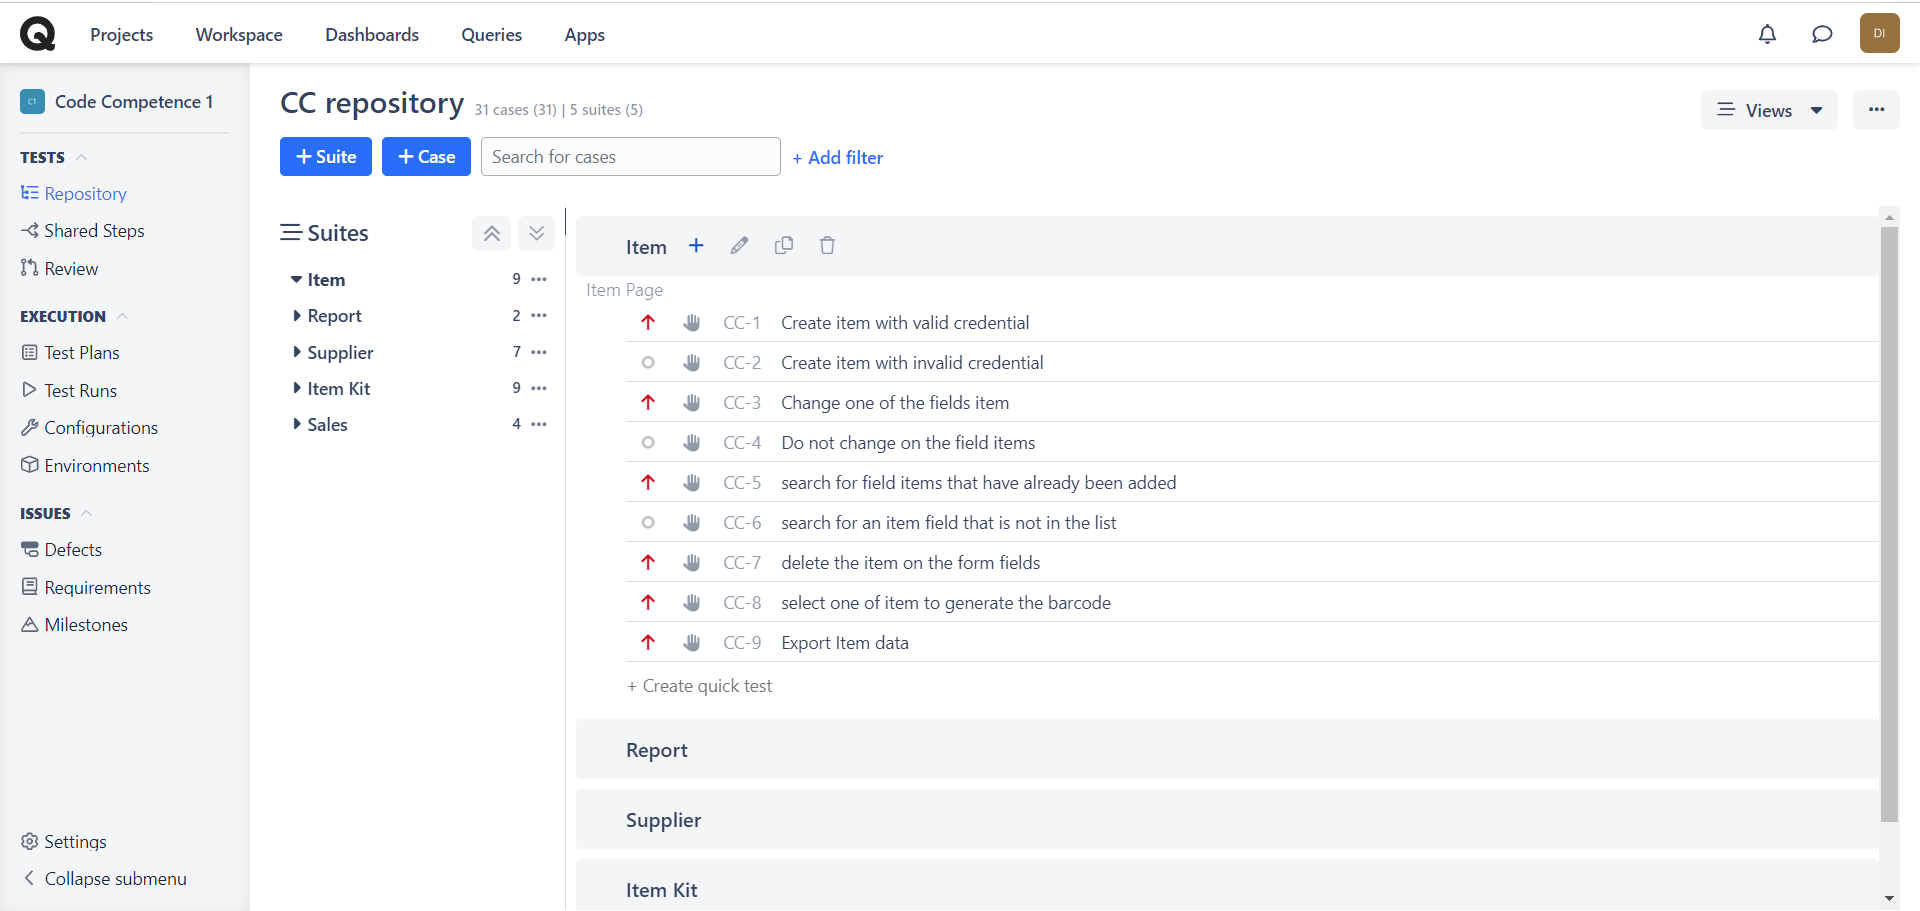 Projects Workspace Dashboards Queries Apps DI
C1 Code Competence 1
TESTS
Repository
Shared Steps
Review
EXECUTION
Test Plans
Test Runs
Configurations
Environments
ISSUES
Defects
Requirements
Milestones
Settings
Collapse submenu
CC repository 31 cases (31) | 5 suites (5)
Views
+ Suite + Case Search for cases + Add filter
Suites
Item 9
Report 2
Supplier 7
Item Kit 9
Sales 4
Item
Item Page
CC-1 Create item with valid credential
CC-2 Create item with invalid credential
CC-3 Change one of the fields item
CC-4 Do not change on the field items
CC-5 search for field items that have already been added
CC-6 search for an item field that is not in the list
CC-7 delete the item on the form fields
CC-8 select one of item to generate the barcode
CC-9 Export Item data
+ Create quick test
Report
Supplier
Item Kit